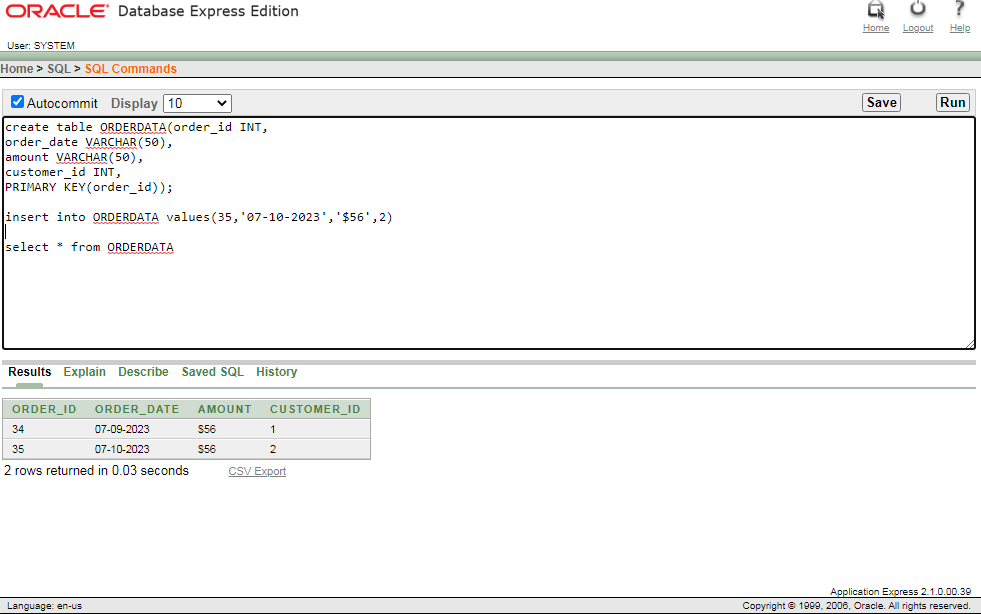 ORACLE® Database Express Edition
Home Logout Help
User: SYSTEM
Home > SQL > SQL Commands
Autocommit Display 10 Save Run
create table ORDERDATA(order_id INT,
order_date VARCHAR(50),
amount VARCHAR(50),
customer_id INT,
PRIMARY KEY(order_id));
insert into ORDERDATA values(35,'07-10-2023','$56',2)
select * from ORDERDATA
Results Explain Describe Saved SQL History
ORDER_ID ORDER_DATE AMOUNT CUSTOMER_ID
34 07-09-2023 $56 1
35 07-10-2023 $56 2
2 rows returned in 0.03 seconds CSV Export
Application Express 2.1.0.00.39
Language: en-us Copyright © 1999, 2006, Oracle. All rights reserved.